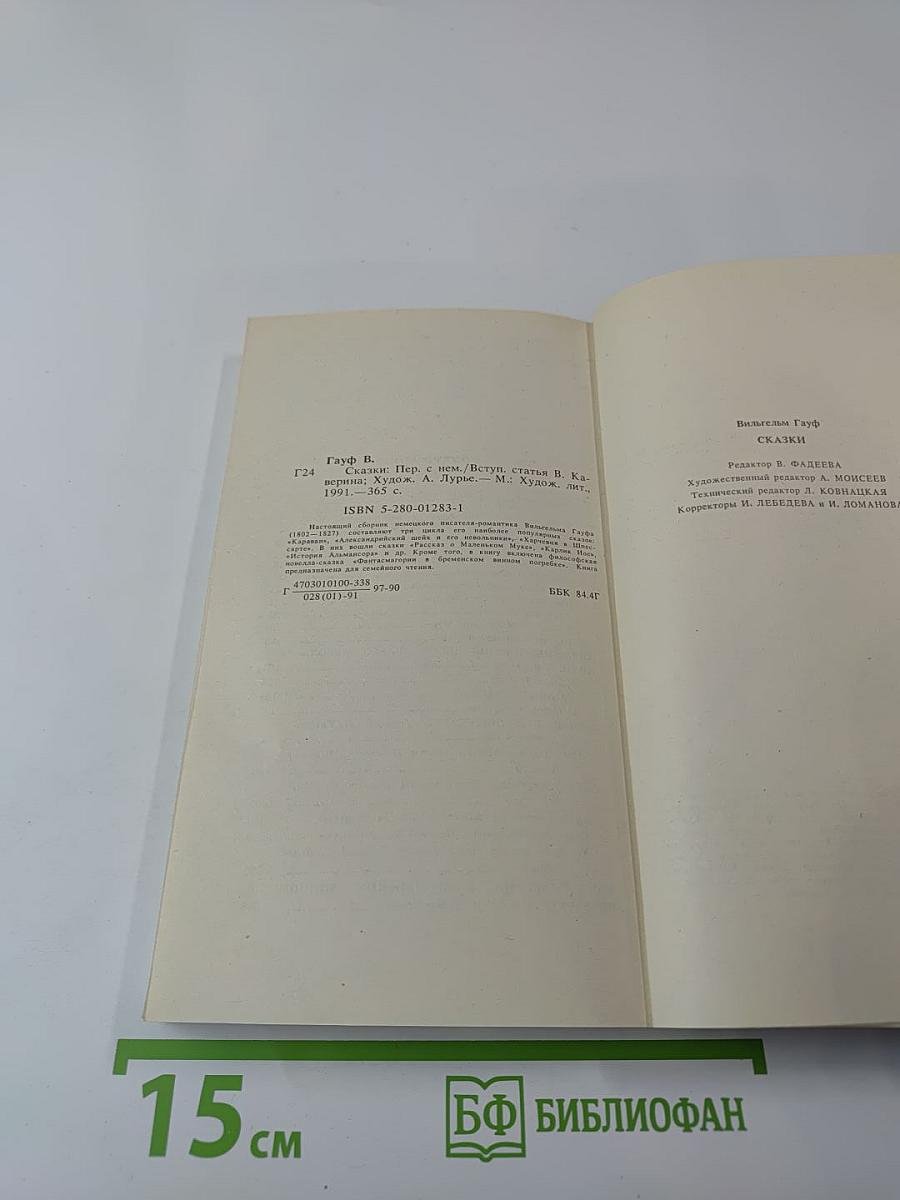 Гауф В.
Г24 Сказки: Пер. с нем./Вступ. статья В. Ка-
верина; Худож. А. Лурье.— М.: Худож. лит.,
1991.—365 с.
ISBN 5-280-01283-1
Настоящий сборник немецкого писателя-романтика Вильгельма Гауфа
(1802—1827) составляют три цикла его наиболее популярных сказок:
«Караван», «Александрийский шейх и его невольники», «Харчевня в Шпес-
сарте». В них вошли сказки «Рассказ о Маленьком Муке», «Карлик Нос»,
«История Альмансора» и др. Кроме того, в книгу включена философская
новелла-сказка «Фантасмагории в бременском винном погребке». Книга
предназначена для семейного чтения.
Г 4703010100-338
028(01)-91 97-90 ББК 84.4Г
Вильгельм Гауф
СКАЗКИ
Редактор В. ФАДЕЕВА
Художественный редактор А. МОИСЕЕВ
Технический редактор Л. КОВНАЦКАЯ
Корректоры И. ЛЕБЕДЕВА и И. ЛОМАНОВА
15 см
БФ БИБЛИОФАН